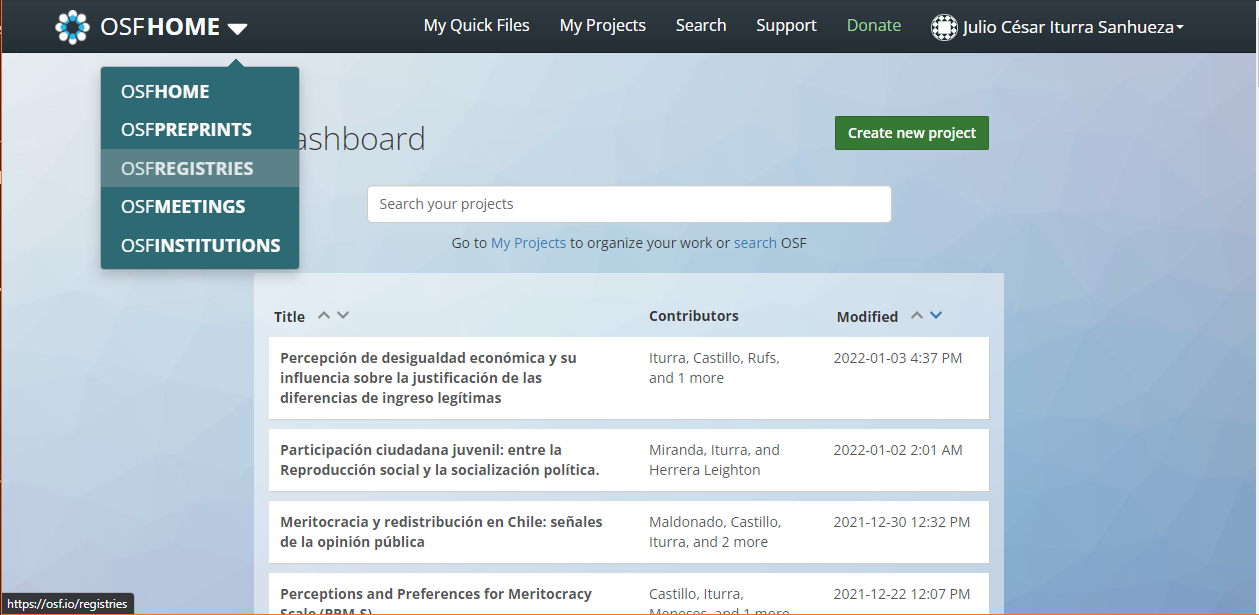 OSFHOME
My Quick Files
My Projects
Search
Support
Donate
Julio César Iturra Sanhueza
OSFHOME
OSFPREPRINTS
OSFREGISTRIES
OSFMEETINGS
OSFINSTITUTIONS
ashboard
Create new project
Search your projects
Go to My Projects to organize your work or search OSF
Title
Contributors
Modified
Percepción de desigualdad económica y su
influencia sobre la justificación de las
diferencias de ingreso legítimas
Iturra, Castillo, Rufs,
and 1 more
2022-01-03 4:37 PM
Participación ciudadana juvenil: entre la
Reproducción social y la socialización política.
Miranda, Iturra, and
Herrera Leighton
2022-01-02 2:01 AM
Meritocracia y redistribución en Chile: señales
de la opinión pública
Maldonado, Castillo,
Iturra, and 2 more
2021-12-30 12:32 PM
Perceptions and Preferences for Meritocracy
Scale (PPM-S)
Castillo, Iturra,
Meneses, and 1 more
2021-12-22 12:07 PM
https://osf.io/registries